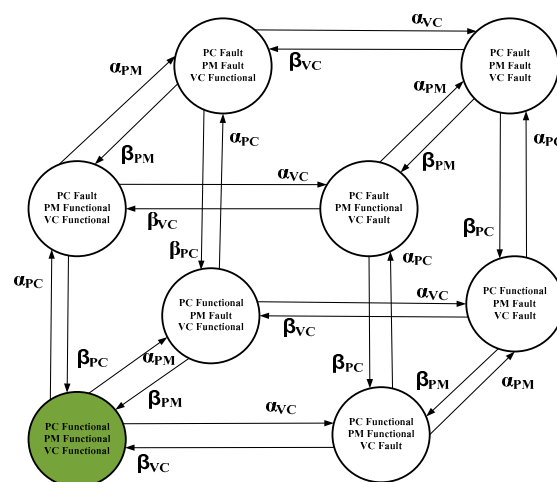 αVC
PC Fault
PM Fault
VC Functional
PC Fault
PM Fault
VC Fault
βVC
αPM
αPM
αPC
αPC
βPM
βPM
αVC
PC Fault
PM Functional
VC Functional
PC Fault
PM Functional
VC Fault
βVC
βPC
βPC
αPC
αPC
PC Functional
PM Fault
VC Functional
PC Functional
PM Fault
VC Fault
αVC
βVC
βPC
αPM
βPC
βPM
αPM
βPM
αVC
PC Functional
PM Functional
VC Functional
PC Functional
PM Functional
VC Fault
βVC